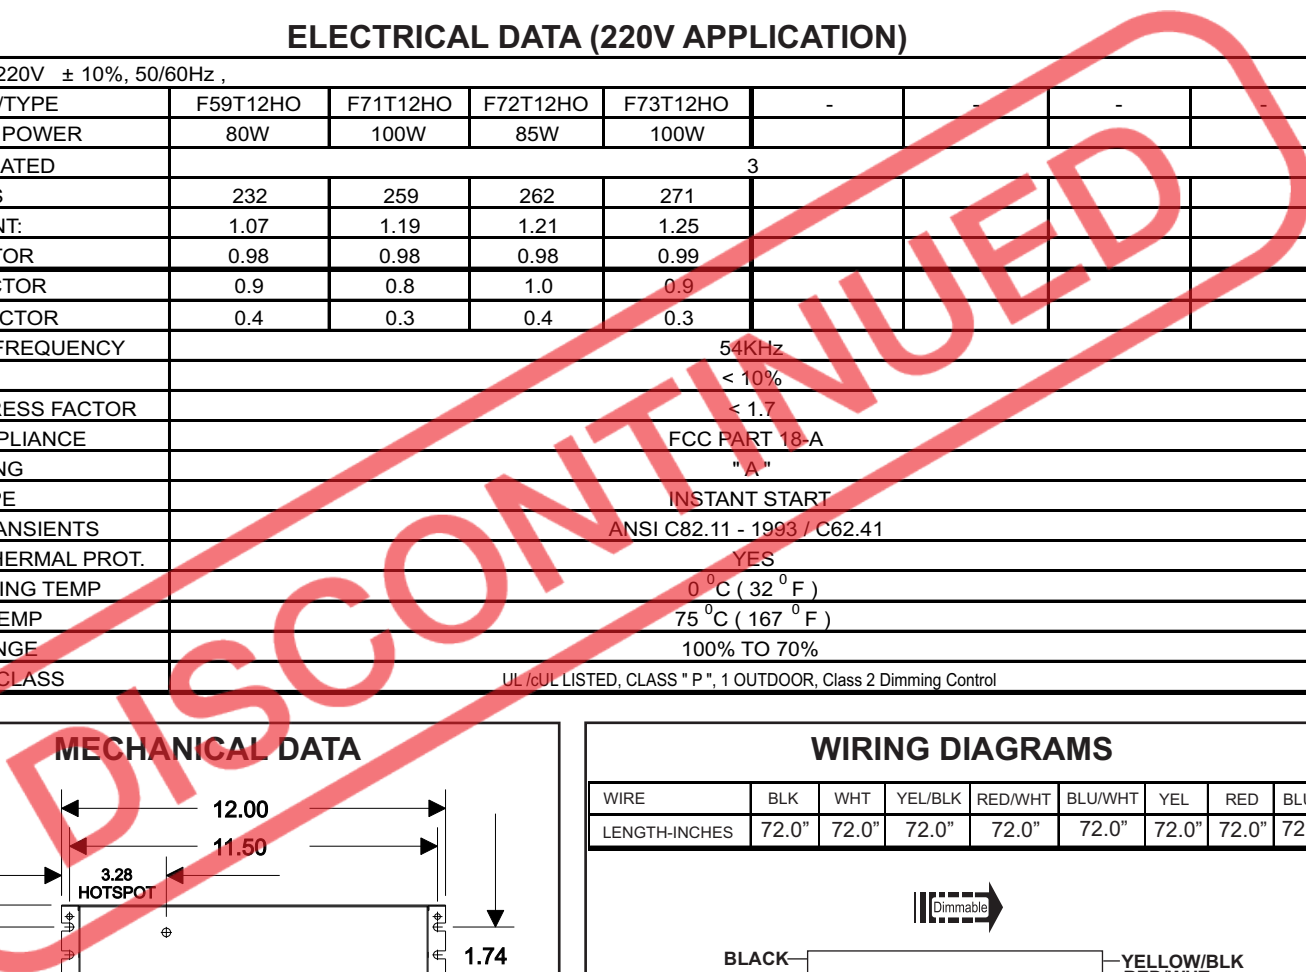 ELECTRICAL DATA (220V APPLICATION)
220V ± 10%, 50/60Hz ,
/TYPE F59T12HO F71T12HO F72T12HO F73T12HO - - - -
POWER 80W 100W 85W 100W
ATED 3
S 232 259 262 271
NT: 1.07 1.19 1.21 1.25
TOR 0.98 0.98 0.98 0.99
CTOR 0.9 0.8 1.0 0.9
CTOR 0.4 0.3 0.4 0.3
FREQUENCY 54KHz
< 10%
RESS FACTOR < 1.7
PLIANCE FCC PART 18-A
NG " A "
PE INSTANT START
ANSIENTS ANSI C82.11 - 1993 / C62.41
HERMAL PROT. YES
ING TEMP 0 ⁰C ( 32 ⁰ F )
EMP 75 ⁰C ( 167 ⁰ F )
NGE 100% TO 70%
CLASS UL /cUL LISTED, CLASS " P ", 1 OUTDOOR, Class 2 Dimming Control
DISCONTINUED
MECHANICAL DATA
12.00
11.50
3.28
HOTSPOT
1.74
WIRING DIAGRAMS
WIRE BLK WHT YEL/BLK RED/WHT BLU/WHT YEL RED BLU
LENGTH-INCHES 72.0” 72.0” 72.0” 72.0” 72.0” 72.0” 72.0” 72.
Dimmable
BLACK YELLOW/BLK
RED/WHT